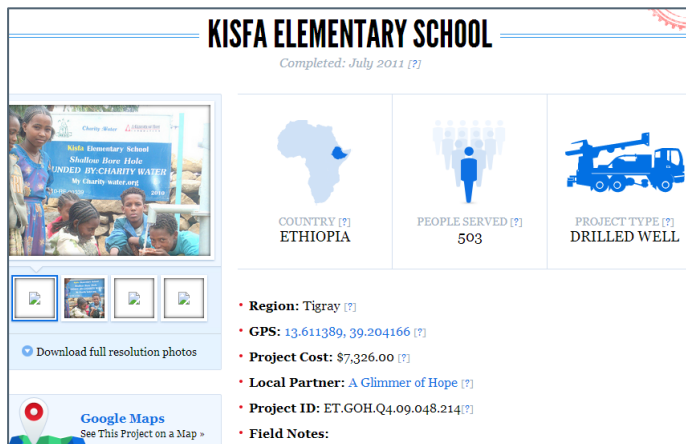 KISFA ELEMENTARY SCHOOL
Completed: July 2011 [?]
Charity: Water
Kisfa Elementary School
Shallow Bore Hole
FUNDED BY:CHARITY WATER
My Charity water.org
2010
COUNTRY [?]
ETHIOPIA
PEOPLE SERVED [?]
503
PROJECT TYPE [?]
DRILLED WELL
Download full resolution photos
Google Maps
See This Project on a Map »
• Region: Tigray [?]
• GPS: 13.611389, 39.204166 [?]
• Project Cost: $7,326.00 [?]
• Local Partner: A Glimmer of Hope[?]
• Project ID: ET.GOH.Q4.09.048.214[?]
• Field Notes: